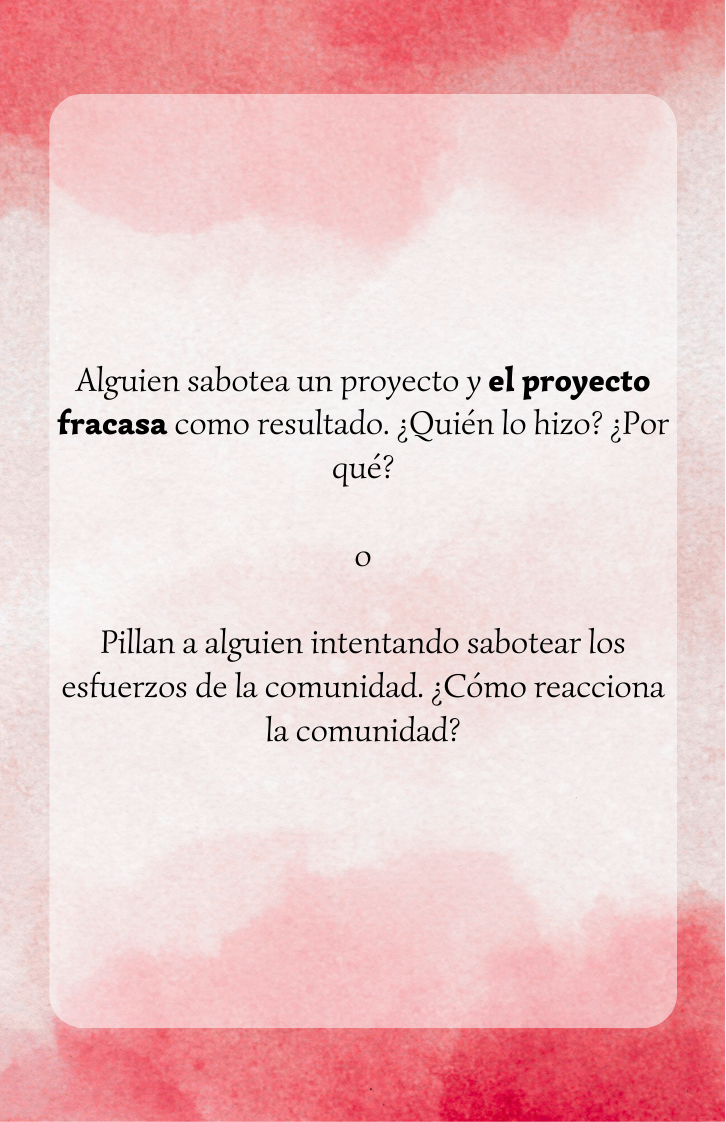 Alguien sabotea un proyecto y el proyecto
fracasa como resultado. ¿Quién lo hizo? ¿Por
qué?
o
Pillan a alguien intentando sabotear los
esfuerzos de la comunidad. ¿Cómo reacciona
la comunidad?